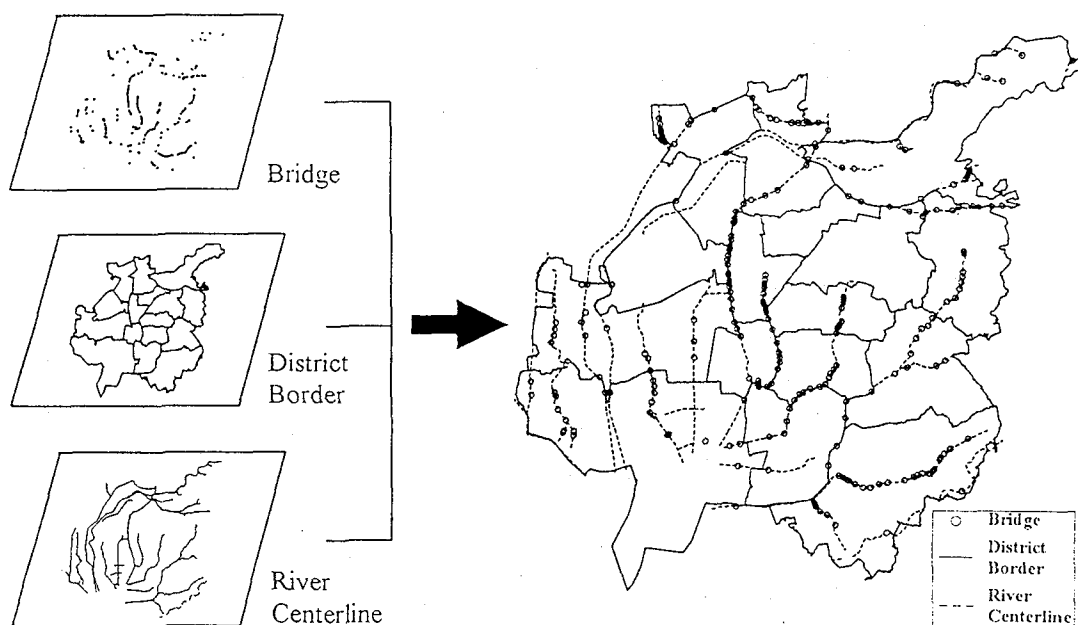 Bridge
District
Border
River
Centerline
Bridge
District
Border
River
Centerline